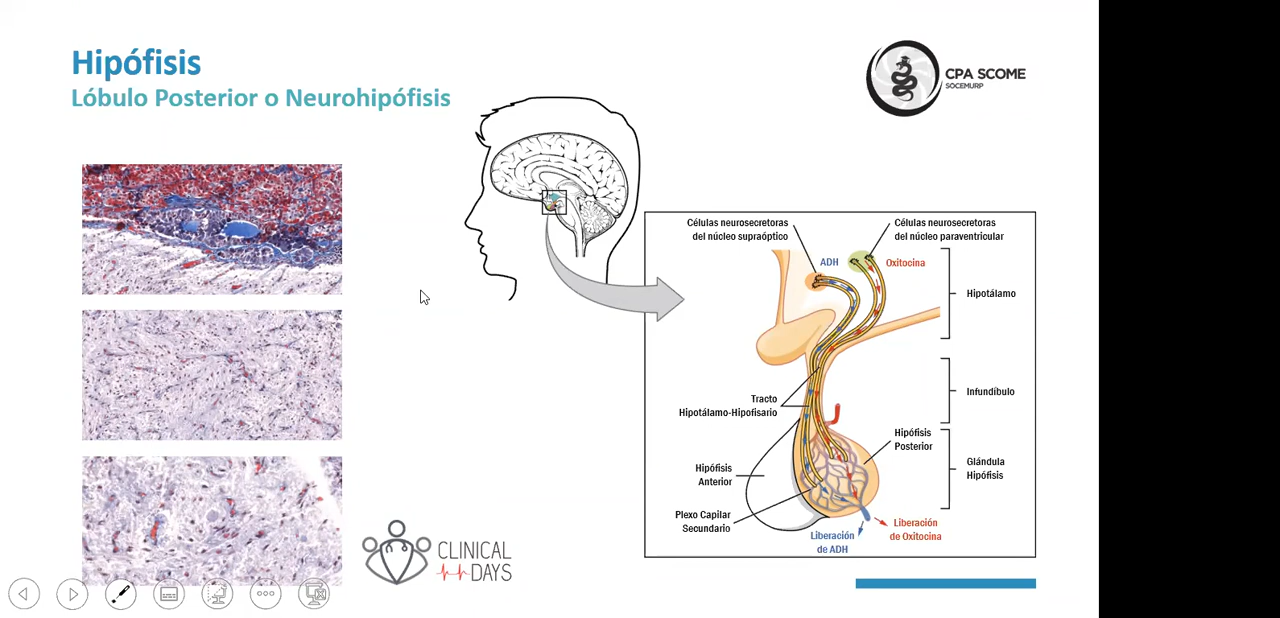 Hipófisis
Lóbulo Posterior o Neurohipófisis
CPA SCOME
SOCEMURP
Células neurosecretoras
del núcleo supraóptico
Células neurosecretoras
del núcleo paraventricular
ADH
Oxitocina
Hipotálamo
Tracto
Hipotálamo-Hipofisario
Infundíbulo
Hipófisis
Posterior
Glándula
Hipófisis
Hipófisis
Anterior
Plexo Capilar
Secundario
Liberación
de ADH
Liberación
de Oxitocina
CLINICAL
DAYS